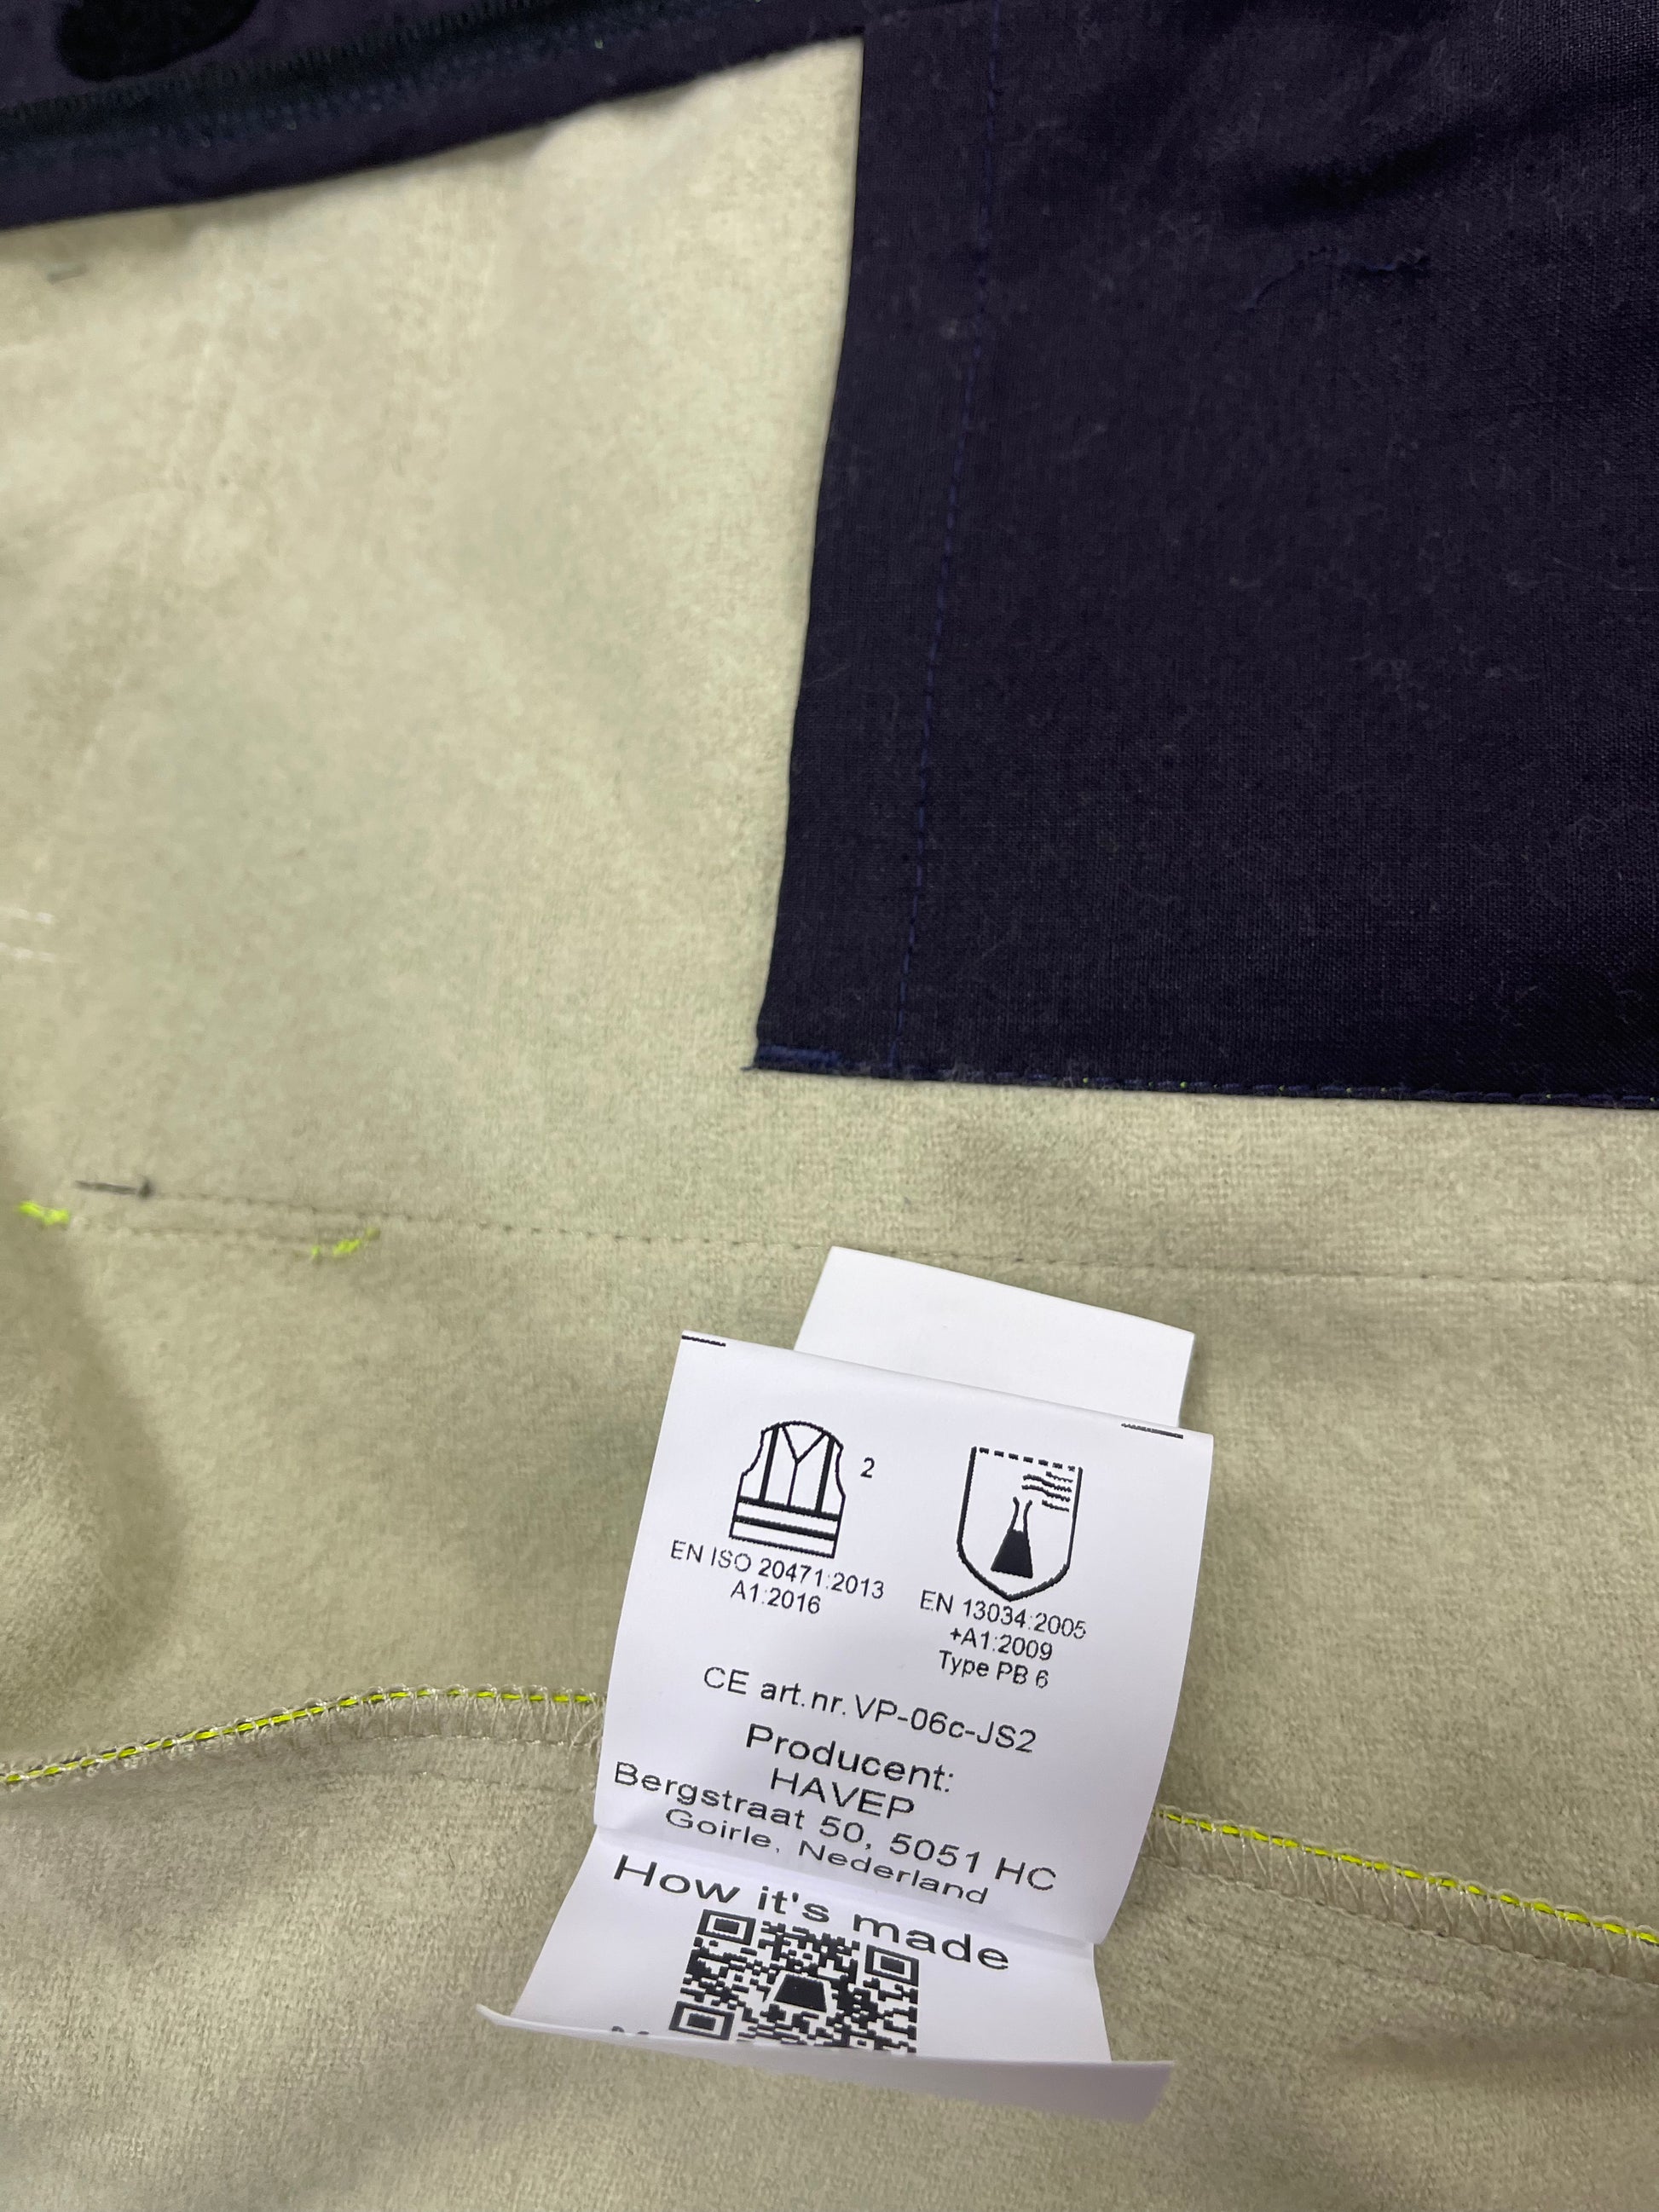 2
EN ISO 20471:2013
A1:2016
EN 13034:2005
+A1:2009
Type PB 6
CE art.nr. VP-06c-JS2
Producent:
HAVEP
Bergstraat 50, 5051 HC
Goirle, Nederland
How it's made